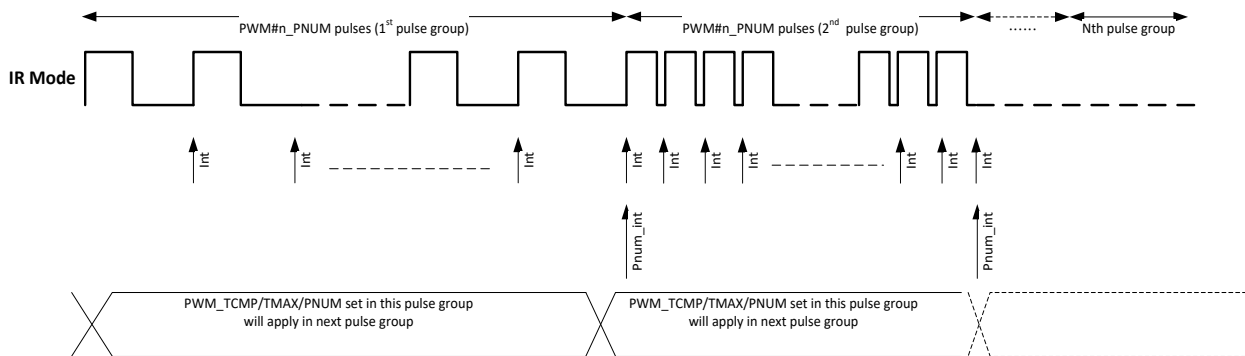 PWM#n_PNUM pulses (1st pulse group)
PWM#n_PNUM pulses (2nd pulse group)
......
Nth pulse group
IR Mode
Int
Int
Int
Int
Int
Int
Int
Int
Int
Int
Pnum_int
Pnum_int
PWM_TCMP/TMAX/PNUM set in this pulse group
will apply in next pulse group
PWM_TCMP/TMAX/PNUM set in this pulse group
will apply in next pulse group